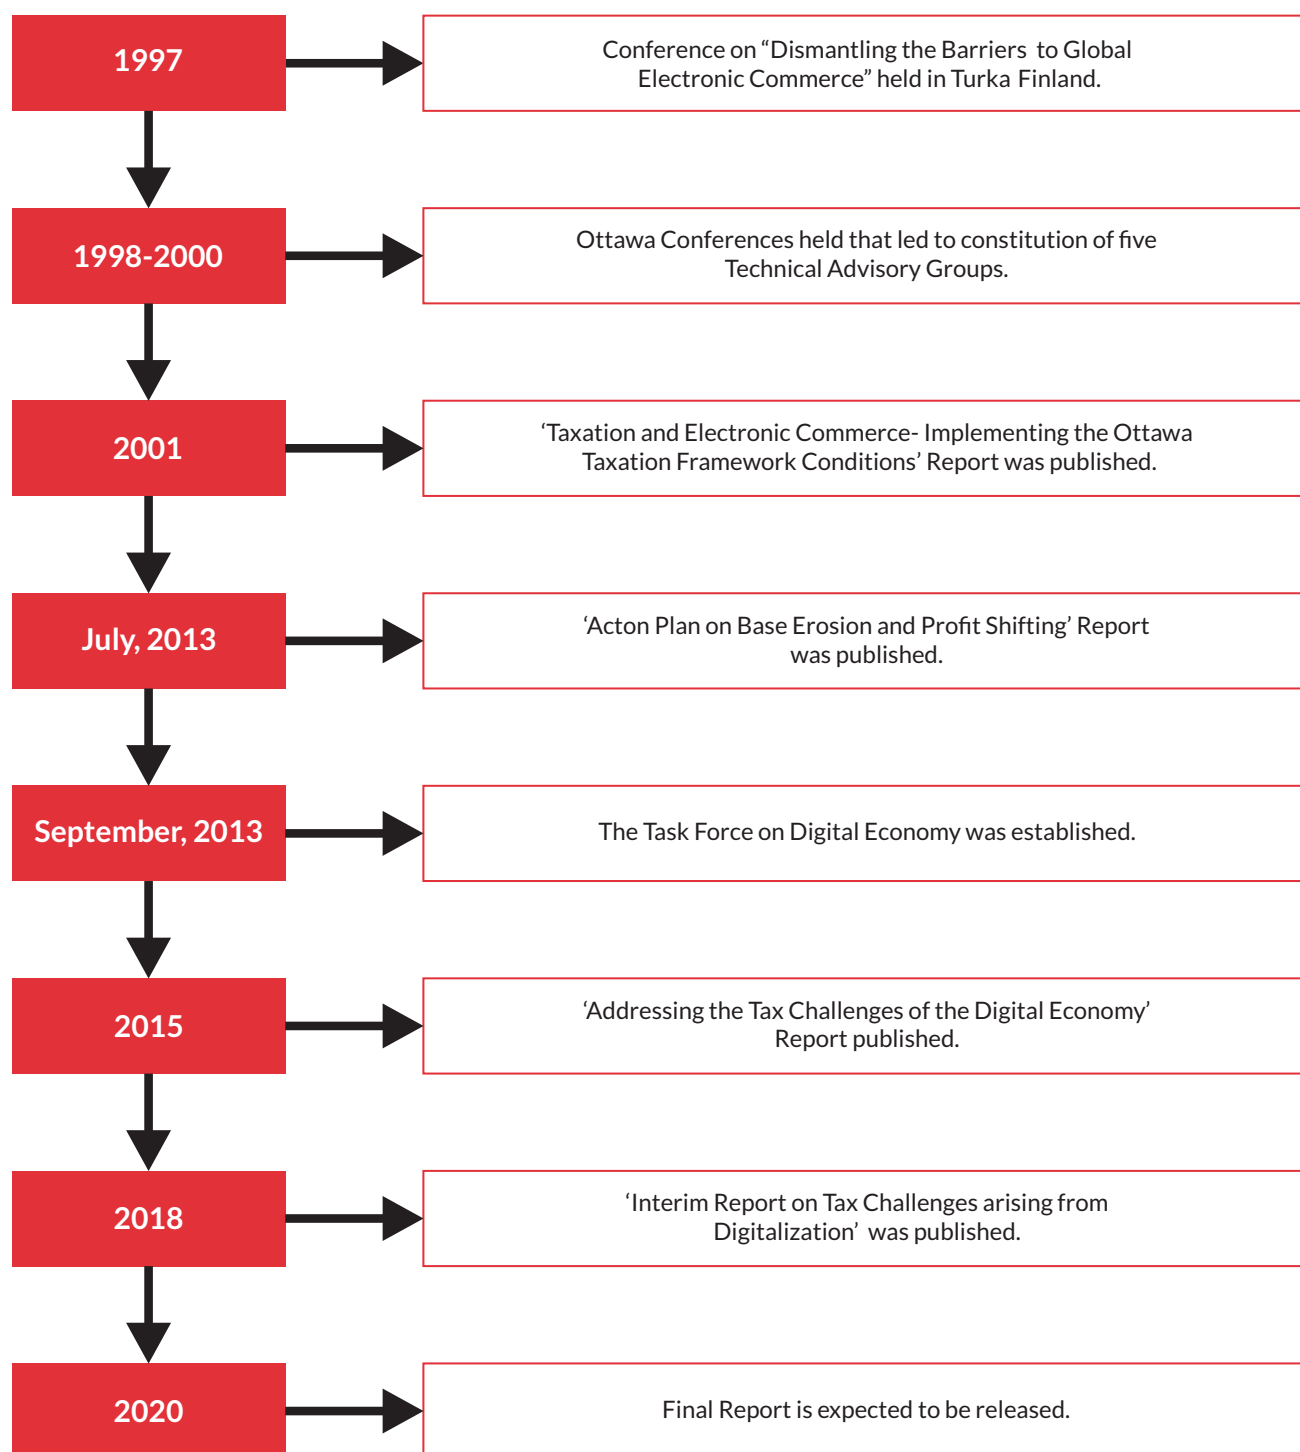 1997
Conference on “Dismantling the Barriers to Global
Electronic Commerce” held in Turka Finland.
1998-2000
Ottawa Conferences held that led to constitution of five
Technical Advisory Groups.
2001
‘Taxation and Electronic Commerce- Implementing the Ottawa
Taxation Framework Conditions’ Report was published.
July, 2013
‘Acton Plan on Base Erosion and Profit Shifting’ Report
was published.
September, 2013
The Task Force on Digital Economy was established.
2015
‘Addressing the Tax Challenges of the Digital Economy’
Report published.
2018
‘Interim Report on Tax Challenges arising from
Digitalization’ was published.
2020
Final Report is expected to be released.